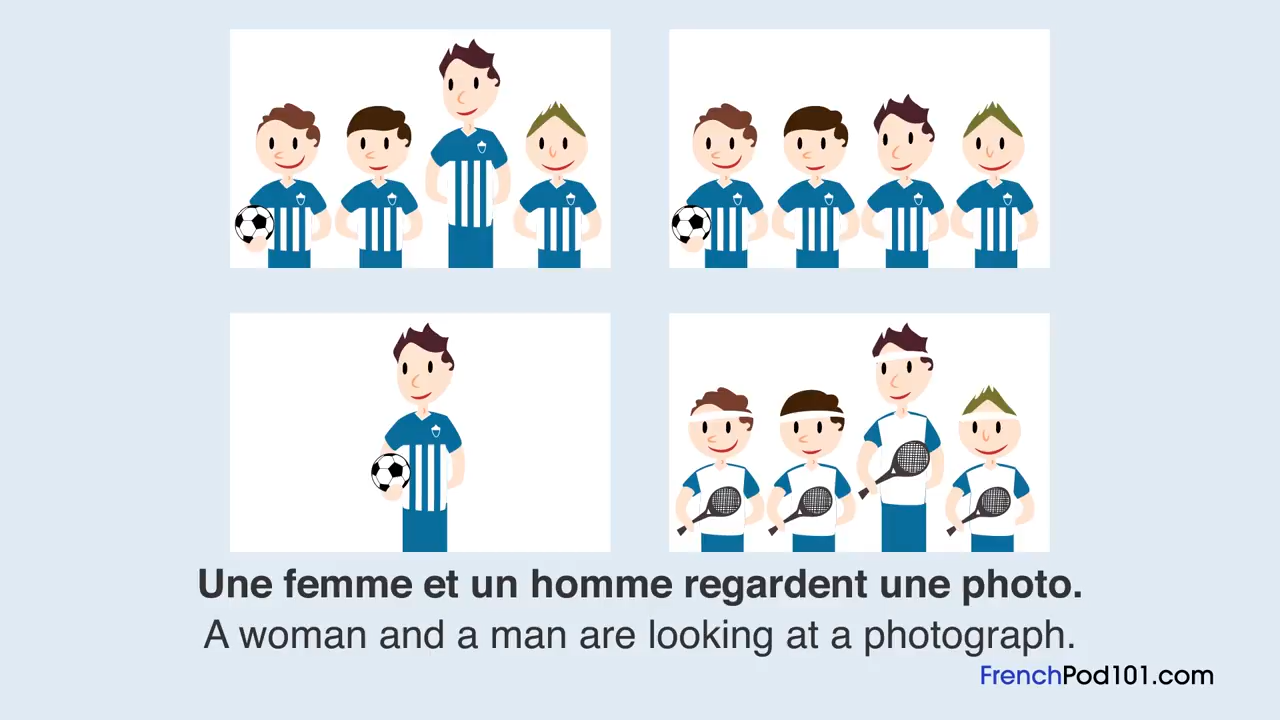 Une femme et un homme regardent une photo.
A woman and a man are looking at a photograph.
FrenchPod101.com